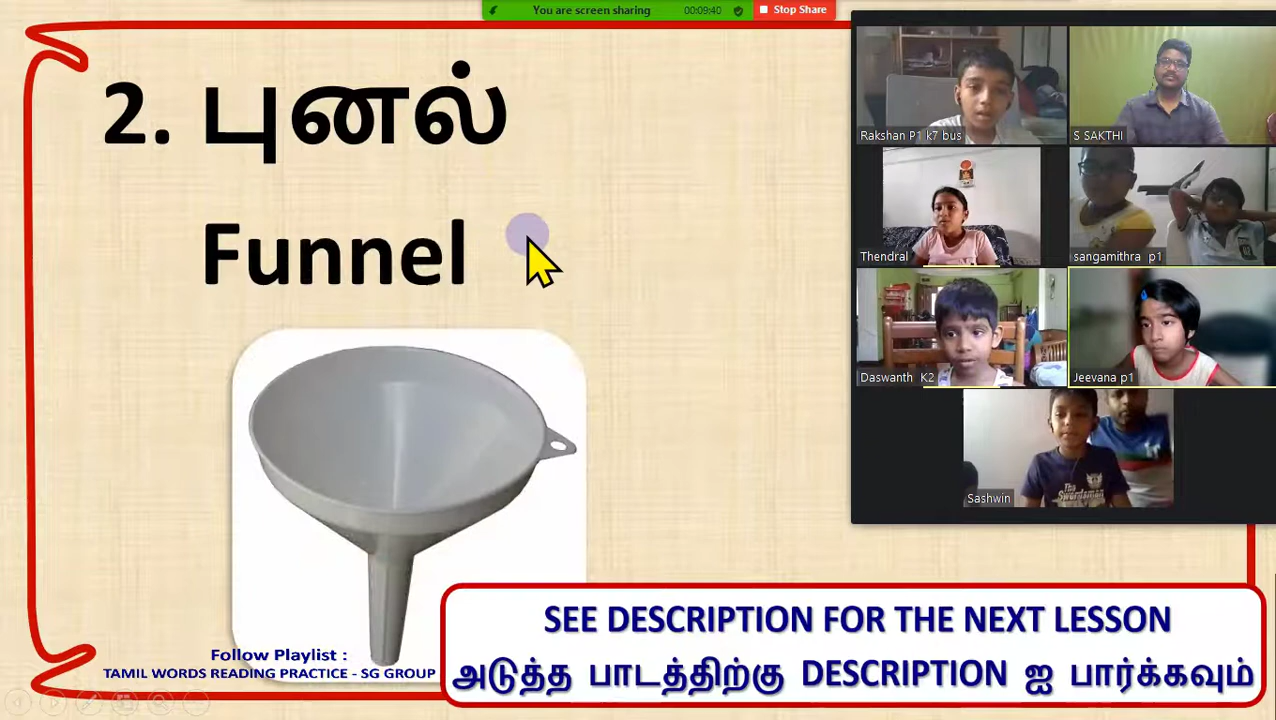 You are screen sharing 00:09:40 Stop Share
2. புனல்
Funnel
Rakshan P1 k7 bus
S SAKTHI
Thendral
sangamithra p1
Daswanth K2
Jeevana p1
Sashwin
Follow Playlist :
TAMIL WORDS READING PRACTICE - SG GROUP
SEE DESCRIPTION FOR THE NEXT LESSON
அடுத்த பாடத்திற்கு DESCRIPTION ஐ பார்க்கவும்